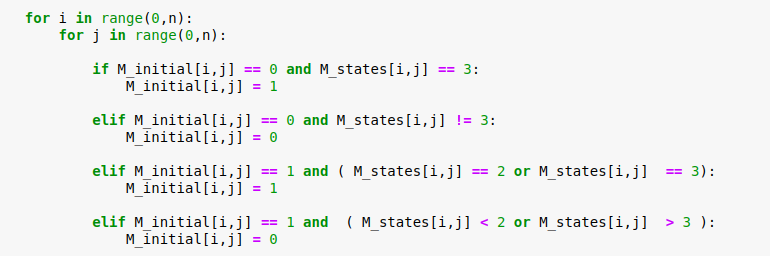 for i in range(0,n):
    for j in range(0,n):
        if M_initial[i,j] == 0 and M_states[i,j] == 3:
            M_initial[i,j] = 1
        elif M_initial[i,j] == 0 and M_states[i,j] != 3:
            M_initial[i,j] = 0
        elif M_initial[i,j] == 1 and ( M_states[i,j] == 2 or M_states[i,j]  == 3):
            M_initial[i,j] = 1
        elif M_initial[i,j] == 1 and  ( M_states[i,j] < 2 or M_states[i,j]  > 3 ):
            M_initial[i,j] = 0